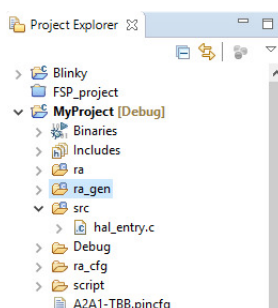 Project Explorer
Blinky
FSP_project
MyProject [Debug]
Binaries
Includes
ra
ra_gen
src
hal_entry.c
Debug
ra_cfg
script
A2A1-TBB.pincfg